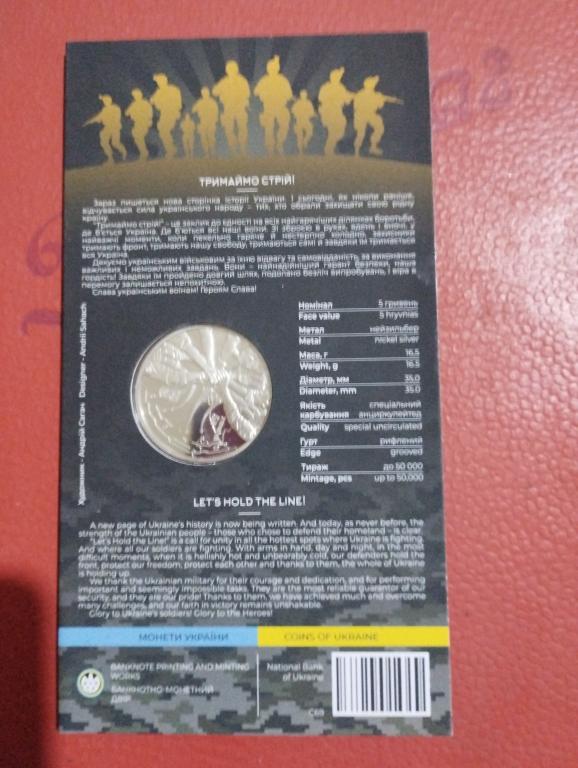 ТРИМАЙМО СТРІЙ!
Зараз пишеться нова сторінка історії України. І сьогодні, як ніколи раніше,
відчувається сила українського народу – тих, хто обрали захищати свою рідну
країну.
"Тримаймо стрій" – це заклик до єдності на всіх найгарячіших ділянках боротьби,
де б'ється Україна. Де б'ються всі наші воїни. Зі зброєю в руках, вдень і вночі, у
найважчі моменти, коли пекельно гаряче й нестерпно холодно, захисники
тримають фронт, тримають нашу свободу, тримаються самі й завдяки їм тримається
вся Україна.
Дякуємо українським військовим за їхню відвагу та самовідданість, за виконання
важливих і неможливих завдань. Вони – найнадійніший гарант безпеки, наша
гордість! Завдяки їм пройдено довгий шлях, подолано безліч випробувань, і віра в
перемогу залишається непохитною.
Слава українським воїнам! Героям Слава!
Номінал 5 гривень
Face value 5 hryvnias
Метал нейзильбер
Metal nickel silver
Маса, г 16.5
Weight, g 16.5
Діаметр, мм 35.0
Diameter, mm 35.0
Якість спеціальний
карбування анциркулейтед
Quality special uncirculated
Гурт рифлений
Edge grooved
Тираж до 50 000
Mintage, pcs up to 50,000
Художник - Андрій Сагач Designer - Andrii Sahach
LET'S HOLD THE LINE!
A new page of Ukraine's history is now being written. And today, as never before, the
strength of the Ukrainian people – those who chose to defend their homeland – is clear.
"Let's Hold the Line" is a call for unity in all the hottest spots where Ukraine is fighting.
And where all our soldiers are fighting. With arms in hand, day and night, in the most
difficult moments, when it is hellishly hot and unbearably cold, our defenders hold the
front, protect our freedom, protect each other and thanks to them, the whole of Ukraine
is holding up.
We thank the Ukrainian military for their courage and dedication, and for performing
important and seemingly impossible tasks. They are the most reliable guarantor of our
security, and they are our pride! Thanks to them, we have achieved much and overcome
many challenges, and our faith in victory remains unshakable.
Glory to Ukraine's soldiers! Glory to the Heroes!
МОНЕТИ УКРАЇНИ COINS OF UKRAINE
BANKNOTE PRINTING AND MINTING
WORKS
БАНКНОТНО-МОНЕТНИЙ
ДВІР
National Bank
of Ukraine